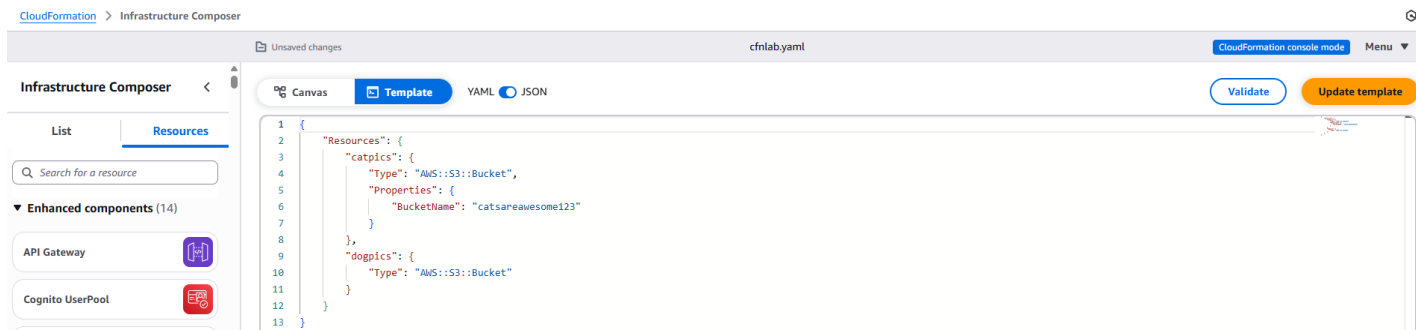 CloudFormation > Infrastructure Composer
Unsaved changes
cfnlab.yaml
CloudFormation console mode
Menu ▼
Infrastructure Composer
List
Resources
Search for a resource
▼ Enhanced components (14)
API Gateway
Cognito UserPool
Canvas
Template
YAML
JSON
Validate
Update template
1 {
2 "Resources": {
3 "catpics": {
4 "Type": "AWS::S3::Bucket",
5 "Properties": {
6 "BucketName": "catsareawesome123"
7 }
8 },
9 "dogpics": {
10 "Type": "AWS::S3::Bucket"
11 }
12 }
13 }